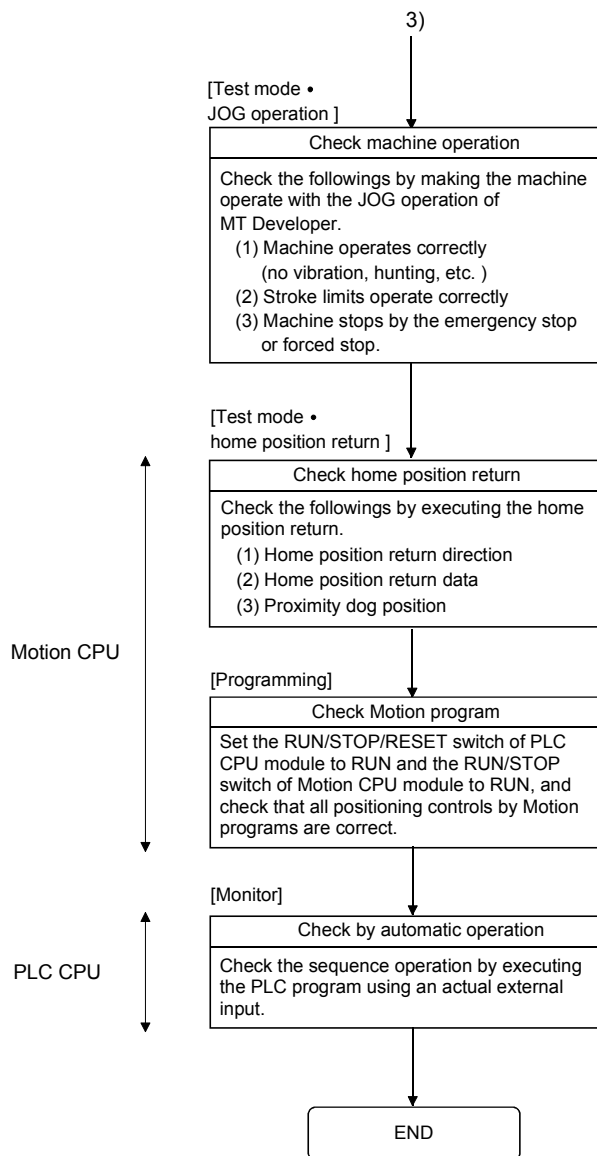 3)
[Test mode •
JOG operation ]
Check machine operation
Check the followings by making the machine
operate with the JOG operation of
MT Developer.
(1) Machine operates correctly
(no vibration, hunting, etc. )
(2) Stroke limits operate correctly
(3) Machine stops by the emergency stop
or forced stop.
[Test mode •
home position return ]
Check home position return
Check the followings by executing the home
position return.
(1) Home position return direction
(2) Home position return data
(3) Proximity dog position
Motion CPU
[Programming]
Check Motion program
Set the RUN/STOP/RESET switch of PLC
CPU module to RUN and the RUN/STOP
switch of Motion CPU module to RUN, and
check that all positioning controls by Motion
programs are correct.
[Monitor]
Check by automatic operation
PLC CPU
Check the sequence operation by executing
the PLC program using an actual external
input.
END